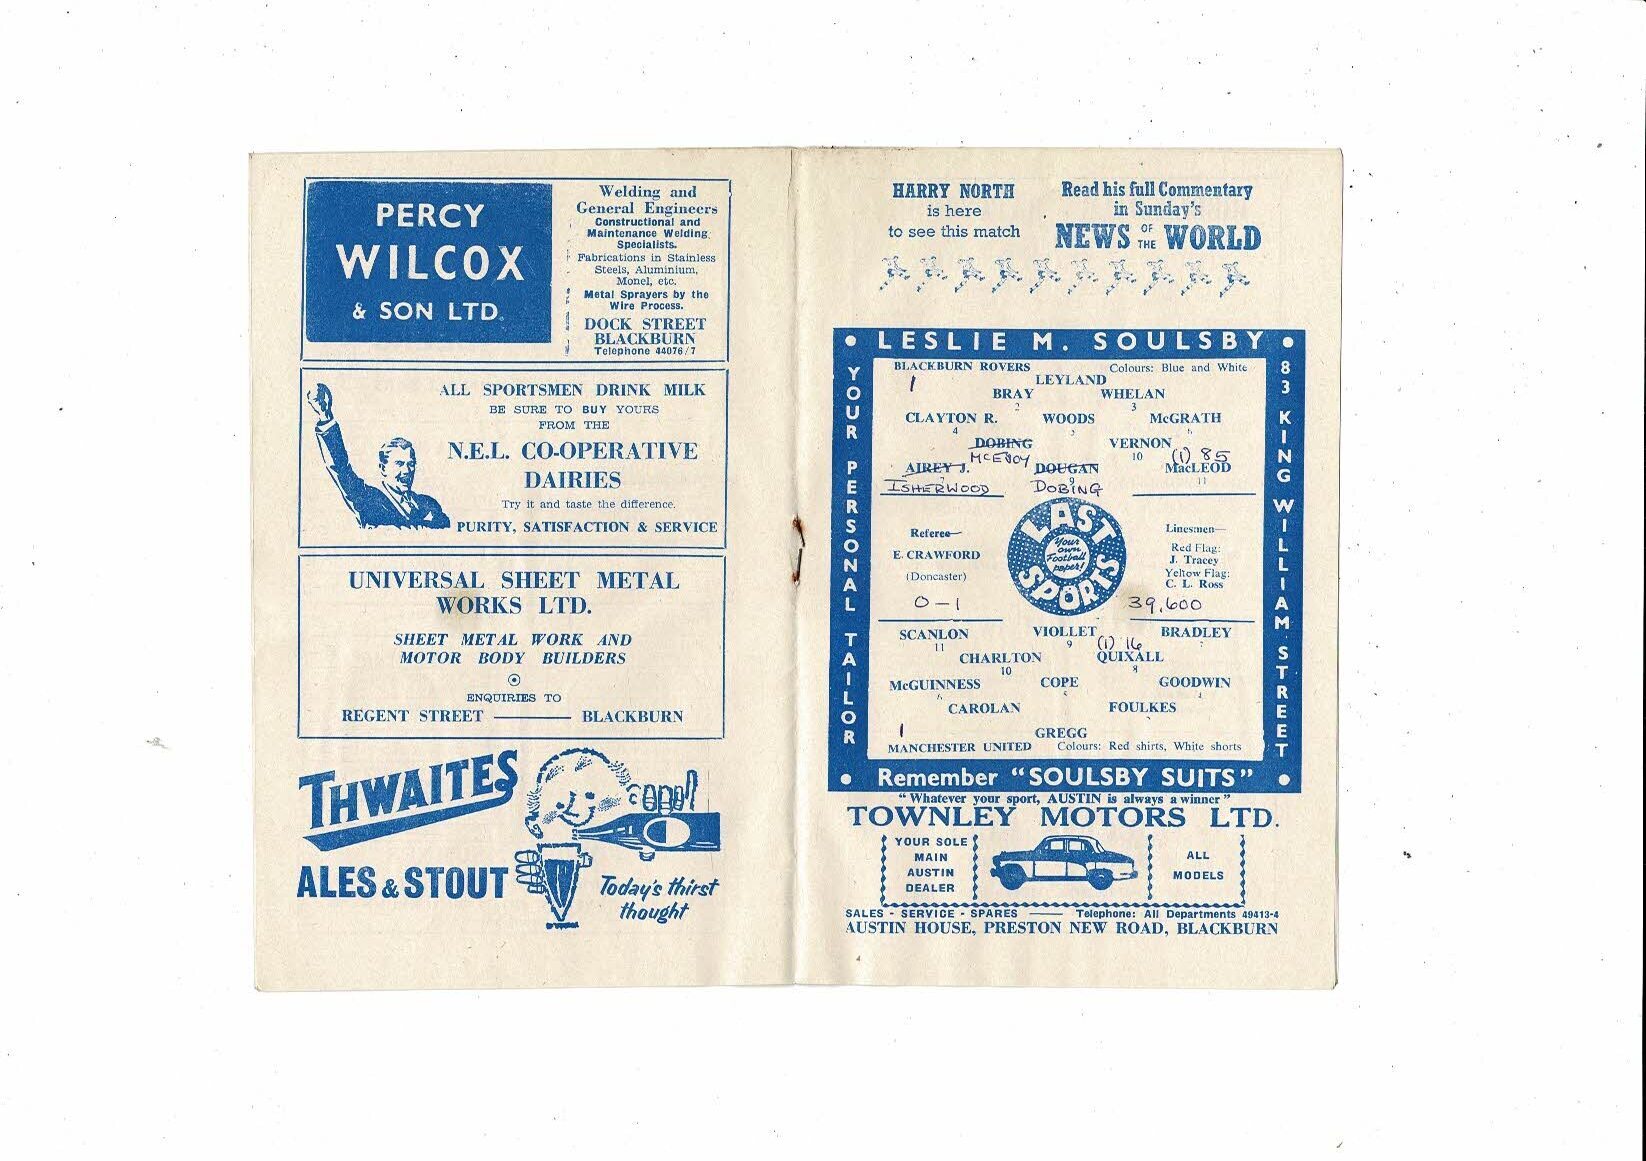 PERCY
WILCOX
& SON LTD.
Welding and
General Engineers
Constructional and
Maintenance Welding
Specialists.
Fabrications in Stainless
Steels, Aluminium,
Monel, etc.
Metal Sprayers by the
Wire Process.
DOCK STREET
BLACKBURN
Telephone 44076/7
ALL SPORTSMEN DRINK MILK
BE SURE TO BUY YOURS
FROM THE
N.E.L. CO-OPERATIVE
DAIRIES
Try it and taste the difference.
PURITY, SATISFACTION & SERVICE
UNIVERSAL SHEET METAL
WORKS LTD.
SHEET METAL WORK AND
MOTOR BODY BUILDERS
ENQUIRIES TO
REGENT STREET —— BLACKBURN
THWAITES
ALES & STOUT
Today's thirst
thought
HARRY NORTH
is here
to see this match
Read his full Commentary
in Sunday's
NEWS OF THE WORLD
LESLIE M. SOULSBY
YOUR PERSONAL TAILOR
83 KING WILLIAM STREET
BLACKBURN ROVERS Colours: Blue and White
1 LEYLAND
BRAY WHELAN
2 3
CLAYTON R. WOODS McGRATH
4 5 6
DOBING VERNON
McEVOY 10 (1) 85
AIREY J. DOUGAN MacLEOD
7 9 11
ISHERWOOD DOBING
Referee—
E. CRAWFORD
(Doncaster)
0-1
LAST SPORTS
Your own Football paper!
Linesmen—
Red Flag:
J. Tracey
Yellow Flag:
C. L. Ross
39,600
SCANLON VIOLLET BRADLEY
11 9 (1) 16 7
CHARLTON QUIXALL
10 8
McGUINNESS COPE GOODWIN
6 5 4
CAROLAN FOULKES
1 GREGG
MANCHESTER UNITED Colours: Red shirts, White shorts
Remember "SOULSBY SUITS"
"Whatever your sport, AUSTIN is always a winner"
TOWNLEY MOTORS LTD.
YOUR SOLE
MAIN
AUSTIN
DEALER
ALL
MODELS
SALES - SERVICE - SPARES —— Telephone: All Departments 49413-4
AUSTIN HOUSE, PRESTON NEW ROAD, BLACKBURN